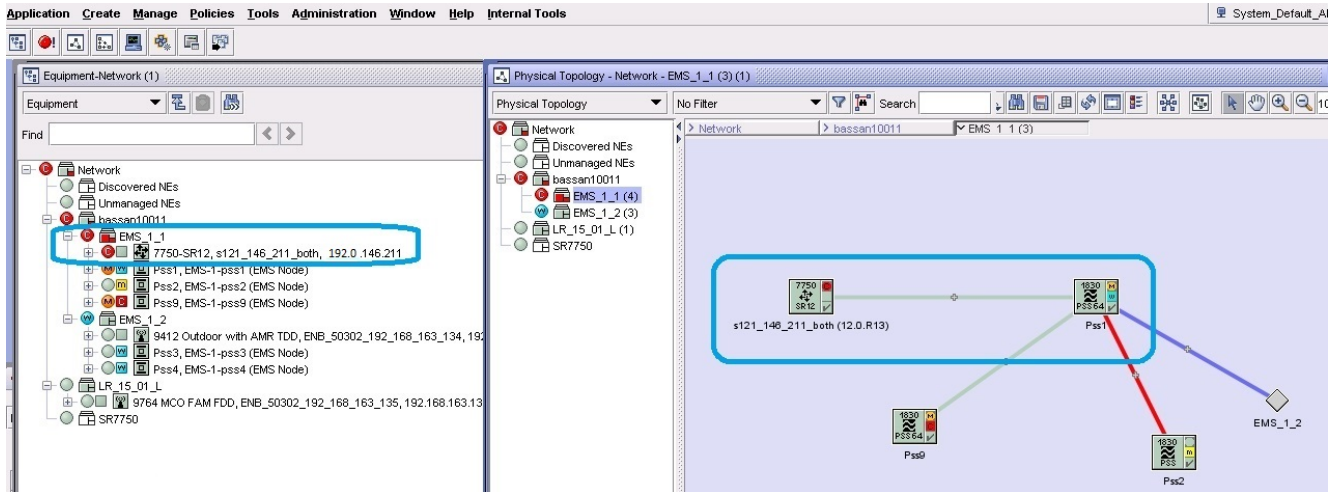 Application Create Manage Policies Tools Administration Window Help Internal Tools
System_Default_Al
Equipment-Network (1)
Equipment
Find
Network
Discovered NEs
Unmanaged NEs
bassan10011
EMS_1_1
7750-SR12, s121_146_211_both, 192.0 .146.211
Pss1, EMS-1-pss1 (EMS Node)
Pss2, EMS-1-pss2 (EMS Node)
Pss9, EMS-1-pss9 (EMS Node)
EMS_1_2
9412 Outdoor with AMR TDD, ENB_50302_192_168_163_134, 192
Pss3, EMS-1-pss3 (EMS Node)
Pss4, EMS-1-pss4 (EMS Node)
LR_15_01_L
9764 MCO FAM FDD, ENB_50302_192_168_163_135, 192.168.163.13
SR7750
Physical Topology - Network - EMS_1_1 (3) (1)
Physical Topology
No Filter
Search
10
Network
Discovered NEs
Unmanaged NEs
bassan10011
EMS_1_1 (4)
EMS_1_2 (3)
LR_15_01_L (1)
SR7750
> Network
> bassan10011
EMS 1 1 (3)
7750
SR12
s121_146_211_both (12.0.R13)
1830
PSS64
Pss1
1830
PSS64
Pss9
1830
PSS
Pss2
EMS_1_2